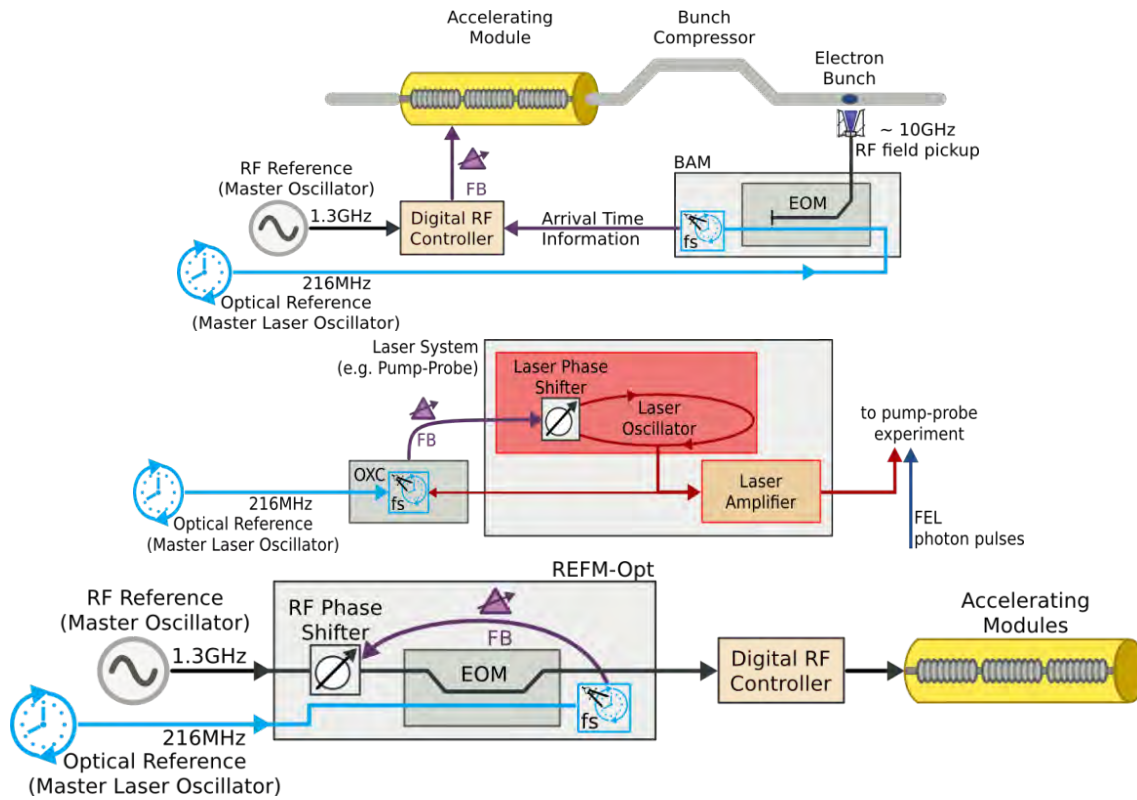 Accelerating
Module
Bunch
Compressor
Electron
Bunch
~ 10GHz
RF field pickup
RF Reference
(Master Oscillator)
1.3GHz
FB
Digital RF
Controller
Arrival Time
Information
BAM
fs
EOM
216MHz
Optical Reference
(Master Laser Oscillator)
Laser System
(e.g. Pump-Probe)
Laser Phase
Shifter
Laser
Oscillator
FB
OXC
fs
216MHz
Optical Reference
(Master Laser Oscillator)
Laser
Amplifier
to pump-probe
experiment
FEL
photon pulses
REFM-Opt
RF Reference
(Master Oscillator)
1.3GHz
RF Phase
Shifter
FB
EOM
fs
216MHz
Optical Reference
(Master Laser Oscillator)
Digital RF
Controller
Accelerating
Modules